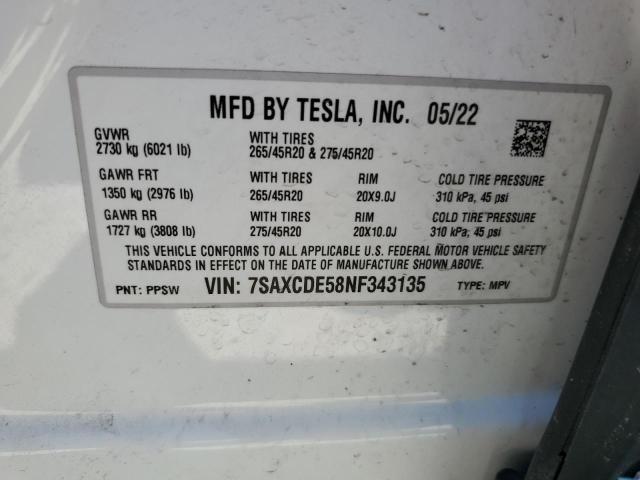 MFD BY TESLA, INC. 05/22
GVWR WITH TIRES
2730 kg (6021 lb) 265/45R20 & 275/45R20
GAWR FRT WITH TIRES RIM COLD TIRE PRESSURE
1350 kg (2976 lb) 265/45R20 20X9.0J 310 kPa, 45 psi
GAWR RR WITH TIRES RIM COLD TIRE PRESSURE
1727 kg (3808 lb) 275/45R20 20X10.0J 310 kPa, 45 psi
THIS VEHICLE CONFORMS TO ALL APPLICABLE U.S. FEDERAL MOTOR VEHICLE SAFETY
STANDARDS IN EFFECT ON THE DATE OF MANUFACTURE SHOWN ABOVE.
PNT: PPSW VIN: 7SAXCDE58NF343135 TYPE: MPV